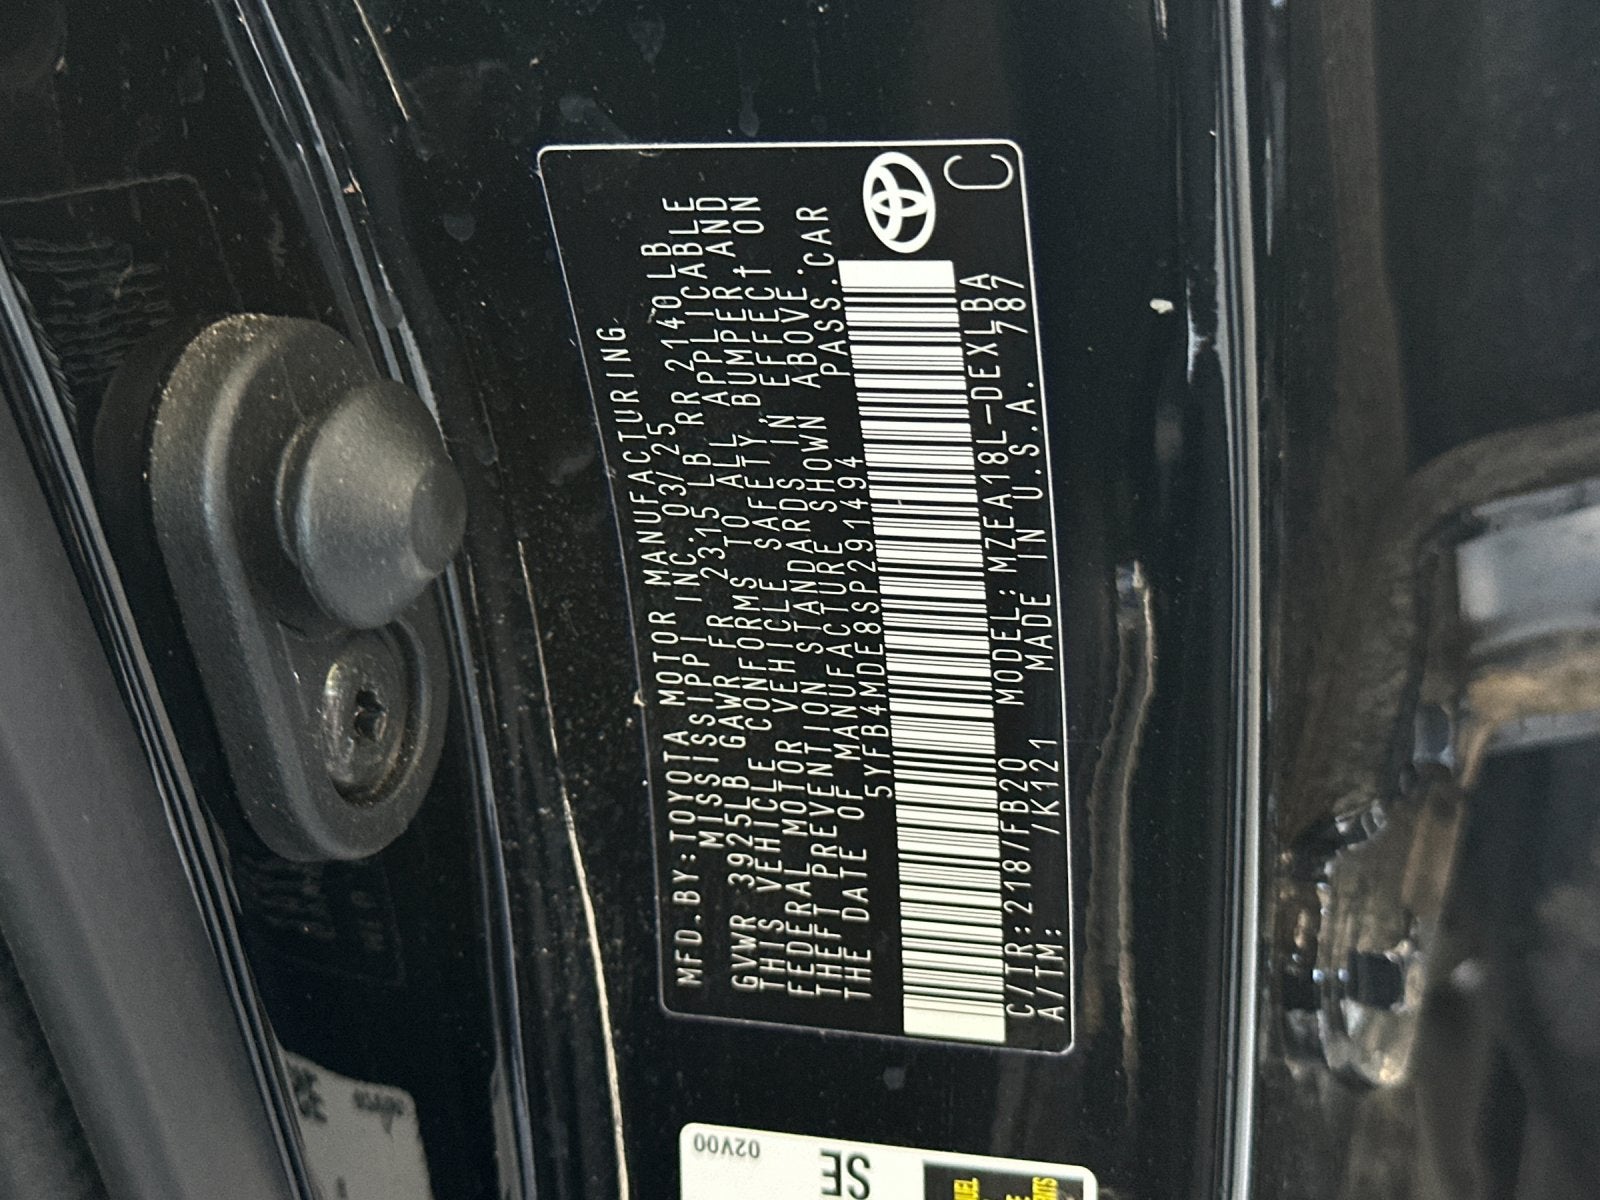 MFD.BY:TOYOTA MOTOR MANUFACTURING
MISSISSIPPI INC. 03/25
GVWR 3925LB GAWR FR 2315 LB RR 2140LB
THIS VEHICLE CONFORMS TO ALL APPLICABLE
FEDERAL MOTOR VEHICLE SAFETY, BUMPER, AND
THEFT PREVENTION STANDARDS IN EFFECT ON
THE DATE OF MANUFACTURE SHOWN ABOVE.
5YFB4MDE8SP291494 PASS.CAR
C/TR:218/FB20 MODEL:MZEA18L-DEXLBA
A/TM: /K121 MADE IN U.S.A. 787
C
02V00
SE